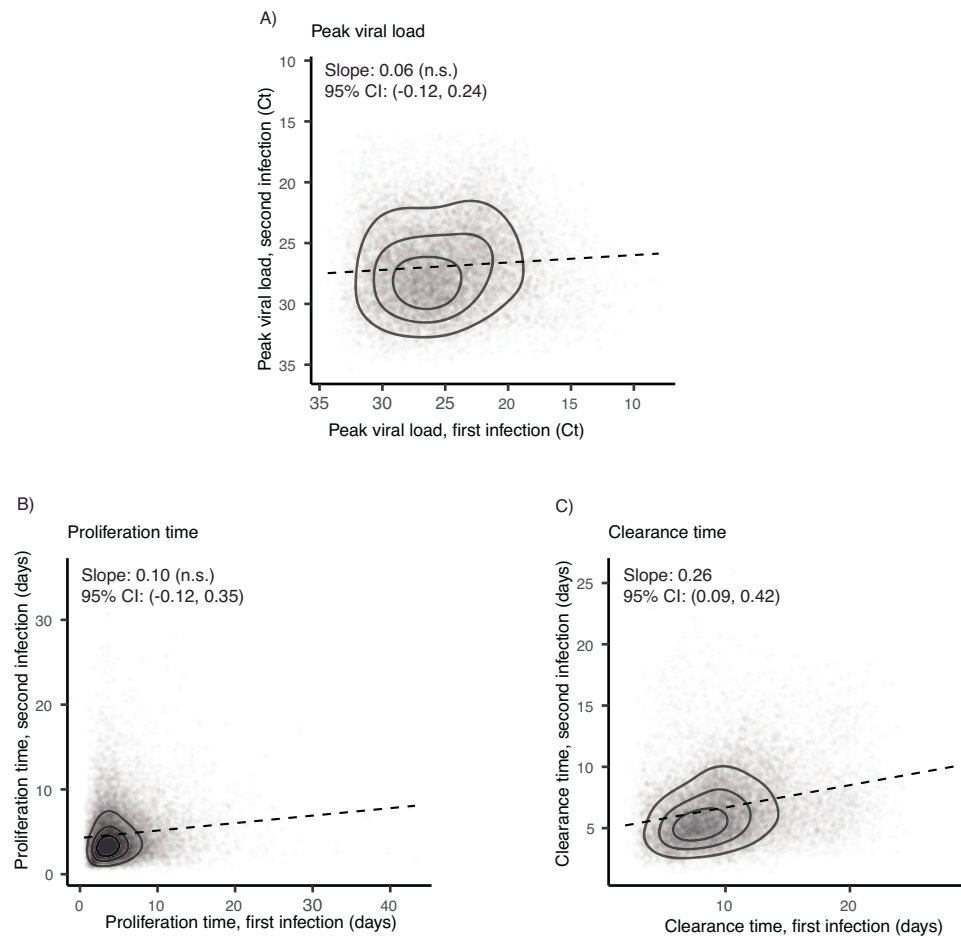 A)
Peak viral load
Slope: 0.06 (n.s.)
95% CI: (-0.12, 0.24)
Peak viral load, second infection (Ct)
10
15
20
25
30
35
35 30 25 20 15 10
Peak viral load, first infection (Ct)
B)
Proliferation time
Slope: 0.10 (n.s.)
95% CI: (-0.12, 0.35)
Proliferation time, second infection (days)
30
20
10
0
0 10 20 30 40
Proliferation time, first infection (days)
C)
Clearance time
Slope: 0.26
95% CI: (0.09, 0.42)
Clearance time, second infection (days)
25
20
15
10
5
10 20
Clearance time, first infection (days)